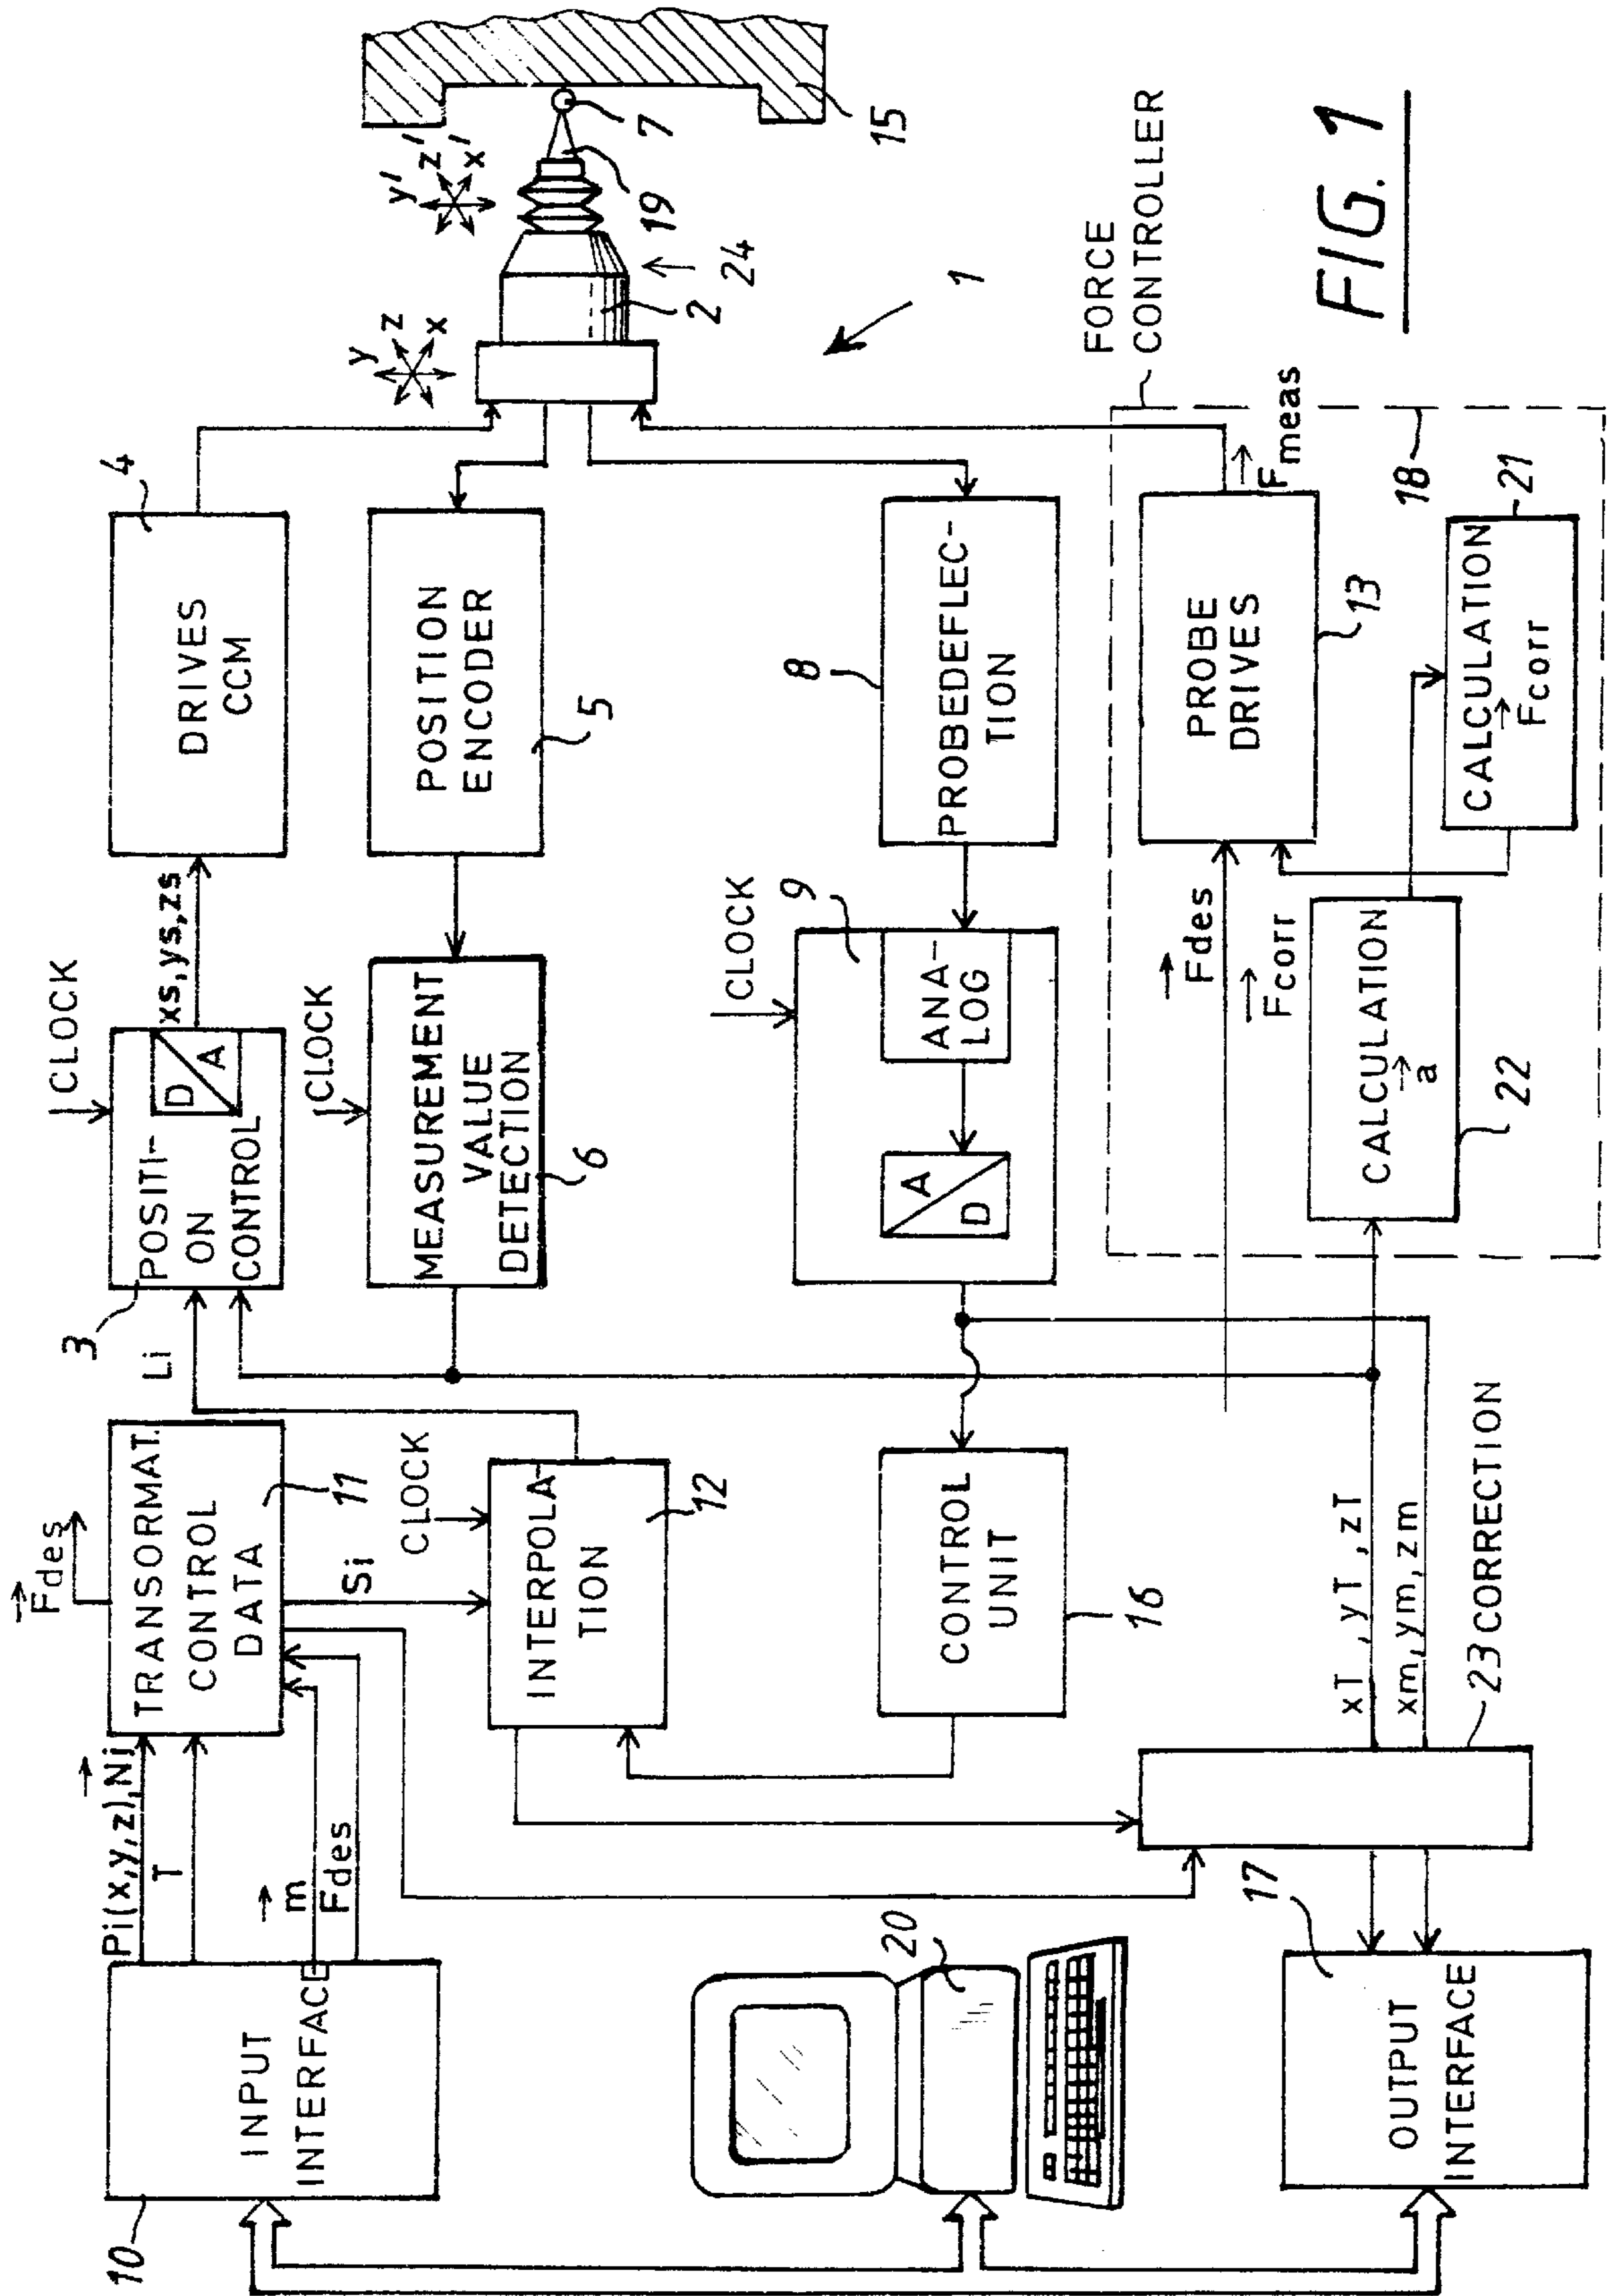 10
INPUT
INTERFACE
Pi(x,y,z),Nj
T
m
Fdes
Fdes
TRANSORMAT.
CONTROL
DATA
11
Si
CLOCK
INTERPOLA-
TION
12
Li
3
POSITI-
ON
CONTROL
D
A
CLOCK
xs,ys,zs
DRIVES
CCM
4
CLOCK
MEASUREMENT
VALUE
DETECTION
6
POSITION
ENCODER
5
y
z
x
y'
z'
x'
2
24
19
7
15
1
20
CONTROL
UNIT
16
CLOCK
9
A
D
ANA-
LOG
8
PROBEDEFLEC-
TION
17
OUTPUT
INTERFACE
23 CORRECTION
xT,yT,zT
xm,ym,zm
FORCE
CONTROLLER
Fdes
Fcorr
PROBE
DRIVES
13
Fmeas
18
CALCULATION
a
22
CALCULATION
Fcorr
21
FIG. 1